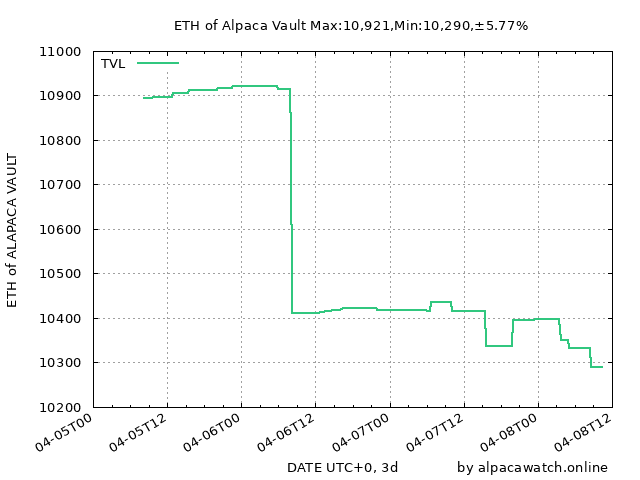 ETH of Alpaca Vault Max:10,921,Min:10,290,±5.77%
TVL
11000
10900
10800
10700
10600
10500
10400
10300
10200
ETH of ALAPACA VAULT
04-05T00
04-05T12
04-06T00
04-06T12
04-07T00
04-07T12
04-08T00
04-08T12
DATE UTC+0, 3d
by alpacawatch.online